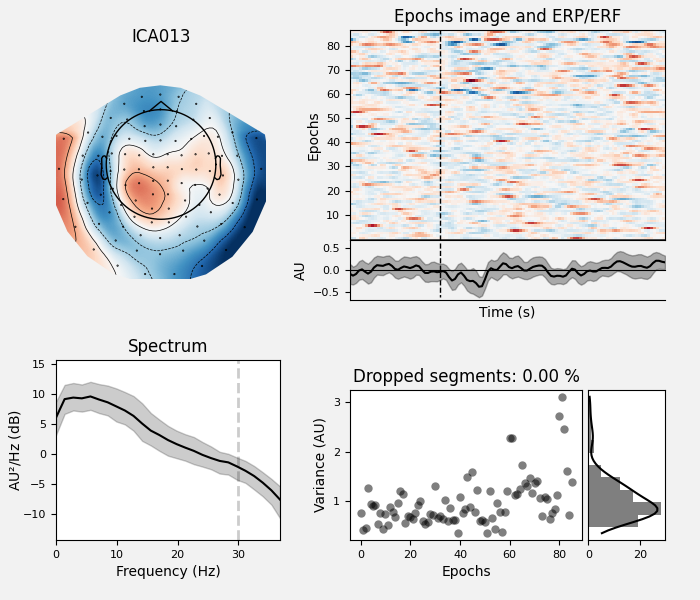 ICA013
Epochs image and ERP/ERF
Epochs
80
70
60
50
40
30
20
10
AU
0.5
0.0
−0.5
Time (s)
Spectrum
AU²/Hz (dB)
15
10
5
0
−5
−10
0 10 20 30
Frequency (Hz)
Dropped segments: 0.00 %
Variance (AU)
3
2
1
0 20 40 60 80
Epochs
0 20